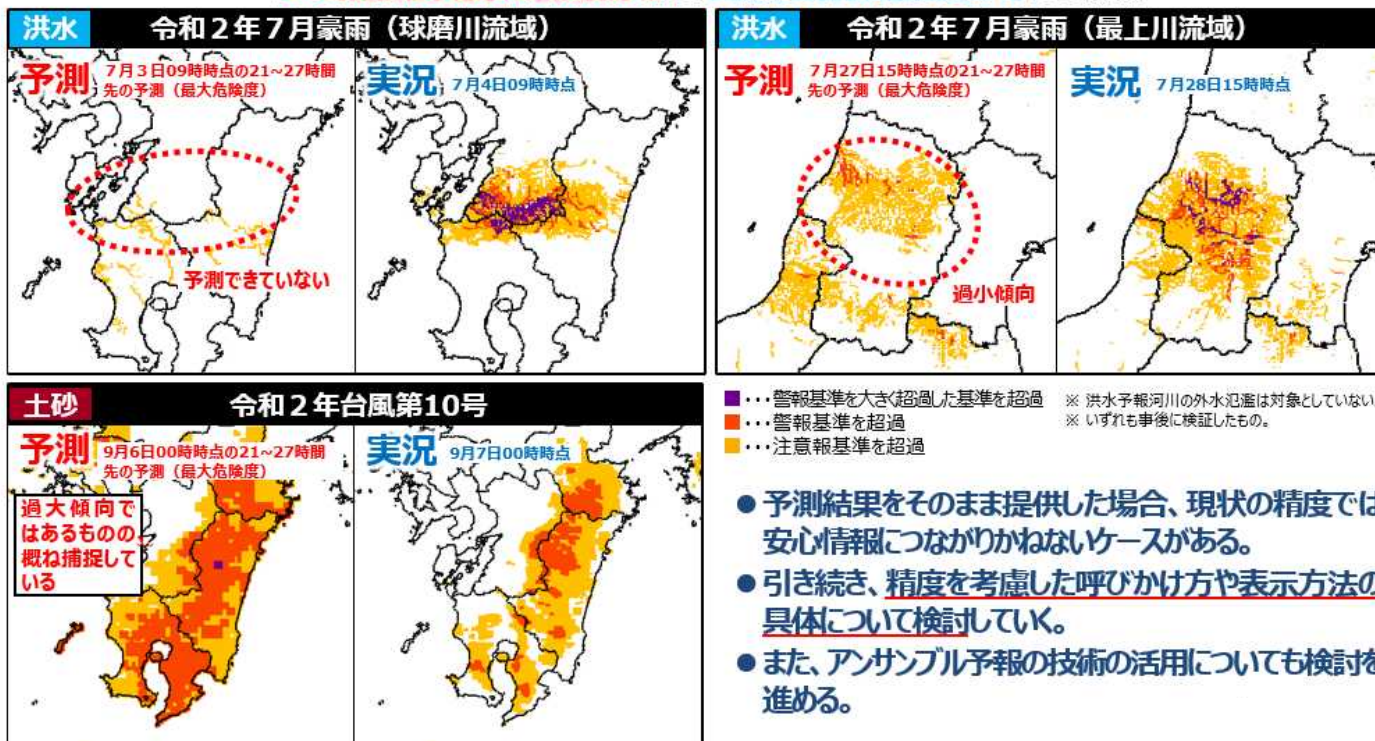 洪水 令和2年7月豪雨（球磨川流域）
予測 7月3日09時時点の21~27時間
先の予測（最大危険度）
実況 7月4日09時時点
予測できていない
洪水 令和2年7月豪雨（最上川流域）
予測 7月27日15時時点の21~27時間
先の予測（最大危険度）
実況 7月28日15時時点
過小傾向
土砂 令和2年台風第10号
予測 9月6日00時時点の21~27時間
先の予測（最大危険度）
実況 9月7日00時時点
過大傾向で
はあるものの、
概ね捕捉して
いる
■･･･警報基準を大きく超過した基準を超過
■･･･警報基準を超過
■･･･注意報基準を超過
※ 洪水予報河川の外水氾濫は対象としていない
※ いずれも事後に検証したもの。
● 予測結果をそのまま提供した場合、現状の精度では
安心情報につながりかねないケースがある。
● 引き続き、精度を考慮した呼びかけ方や表示方法の
具体について検討していく。
● また、アンサンブル予報の技術の活用についても検討を
進める。